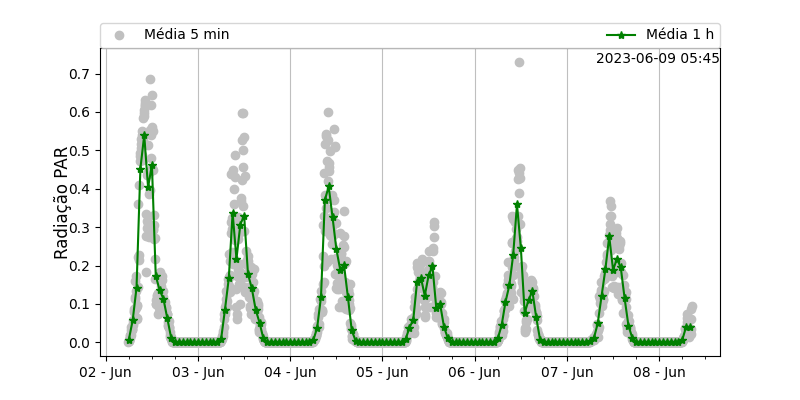 Média 5 min
Média 1 h
2023-06-09 05:45
Radiação PAR
0.7
0.6
0.5
0.4
0.3
0.2
0.1
0.0
02 - Jun
03 - Jun
04 - Jun
05 - Jun
06 - Jun
07 - Jun
08 - Jun